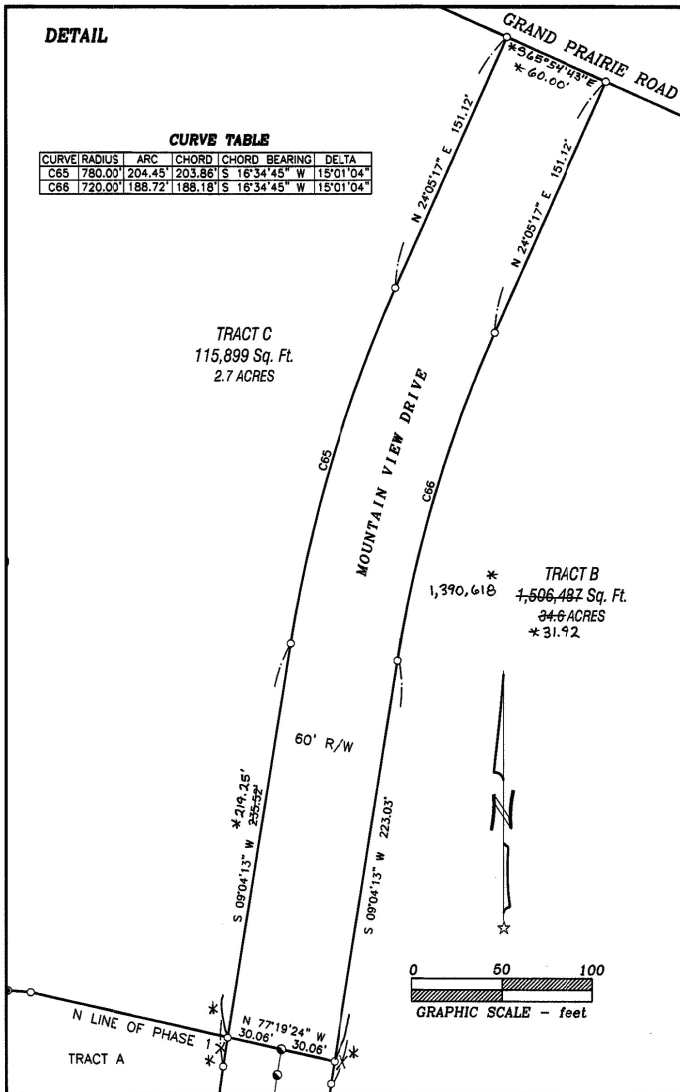 DETAIL
GRAND PRAIRIE ROAD
*S65°54'43"E
*60.00'
CURVE TABLE
CURVE RADIUS ARC CHORD CHORD BEARING DELTA
C65 780.00' 204.45' 203.86' S 16°34'45" W 15°01'04"
C66 720.00' 188.72' 188.18' S 16°34'45" W 15°01'04"
N 24°05'17" E 151.12'
N 24°05'17" E 151.12'
TRACT C
115,899 Sq. Ft.
2.7 ACRES
MOUNTAIN VIEW DRIVE
C65
C66
*
1,390,618
TRACT B
1,506,487 Sq. Ft.
34.6 ACRES
*31.92
60' R/W
*219.25'
S 09°04'13" W 235.52'
S 09°04'13" W 223.03'
N
0 50 100
GRAPHIC SCALE - feet
N LINE OF PHASE 1
N 77°19'24" W
30.06' 30.06'
*
*
*
TRACT A